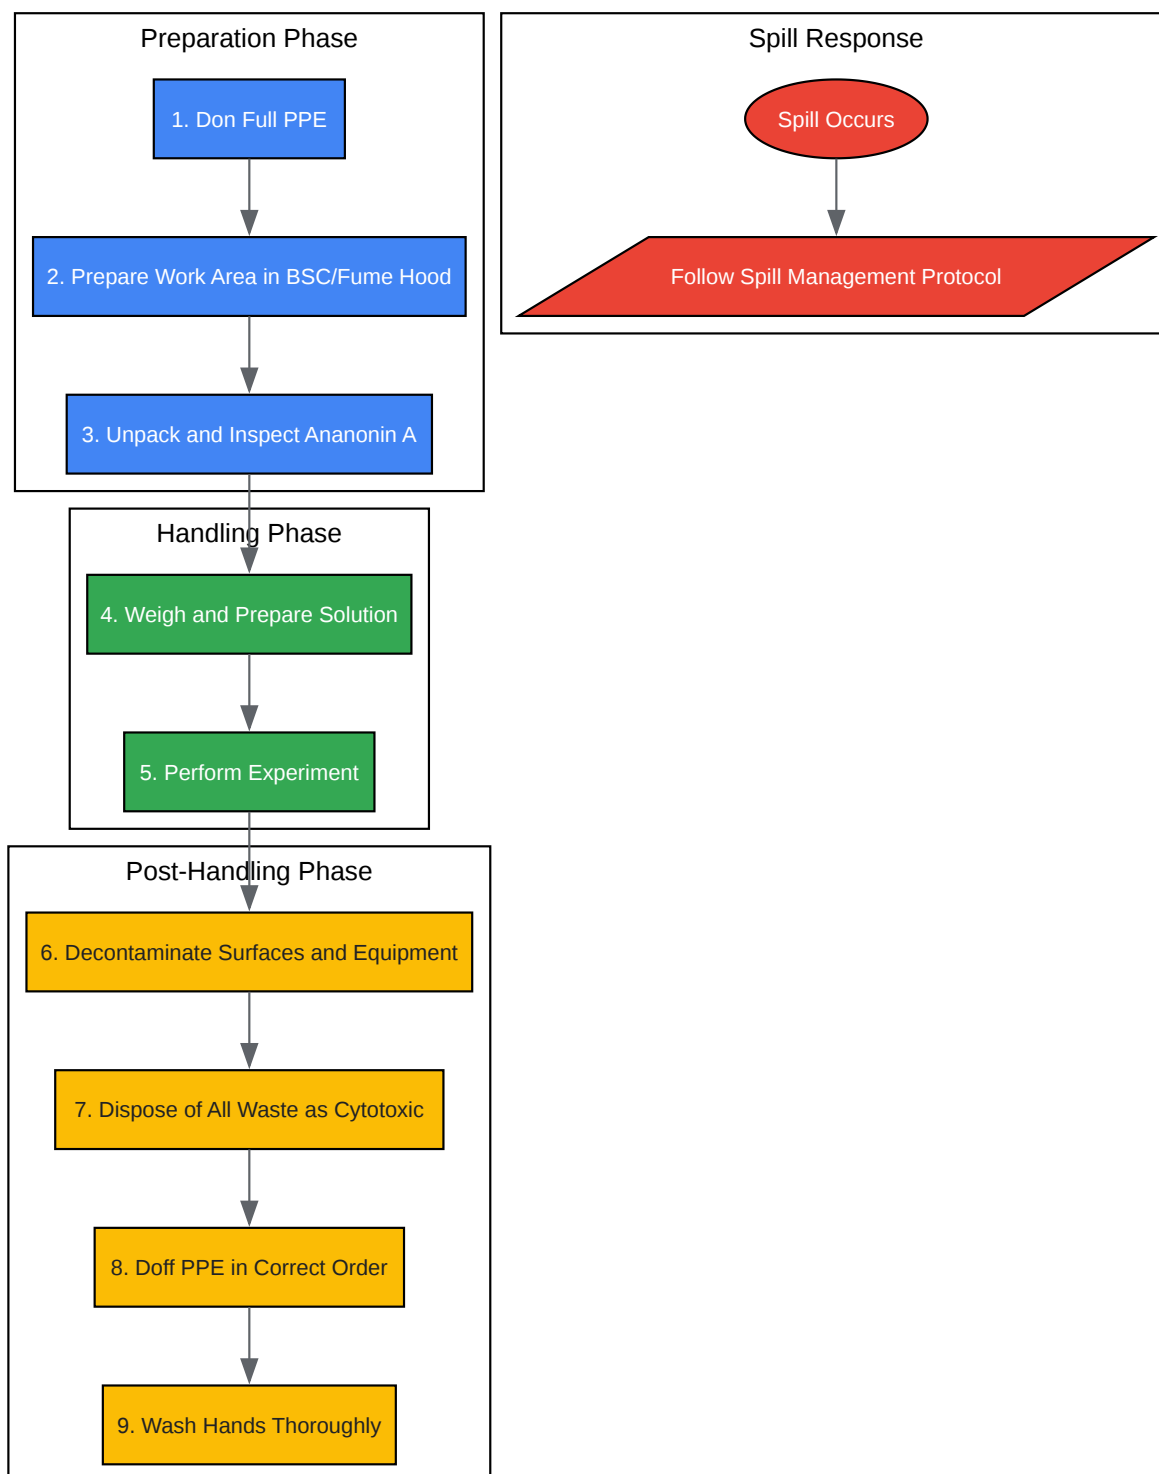 Preparation Phase
1. Don Full PPE
2. Prepare Work Area in BSC/Fume Hood
3. Unpack and Inspect Ananonin A
Handling Phase
4. Weigh and Prepare Solution
5. Perform Experiment
Post-Handling Phase
6. Decontaminate Surfaces and Equipment
7. Dispose of All Waste as Cytotoxic
8. Doff PPE in Correct Order
9. Wash Hands Thoroughly
Spill Response
Spill Occurs
Follow Spill Management Protocol